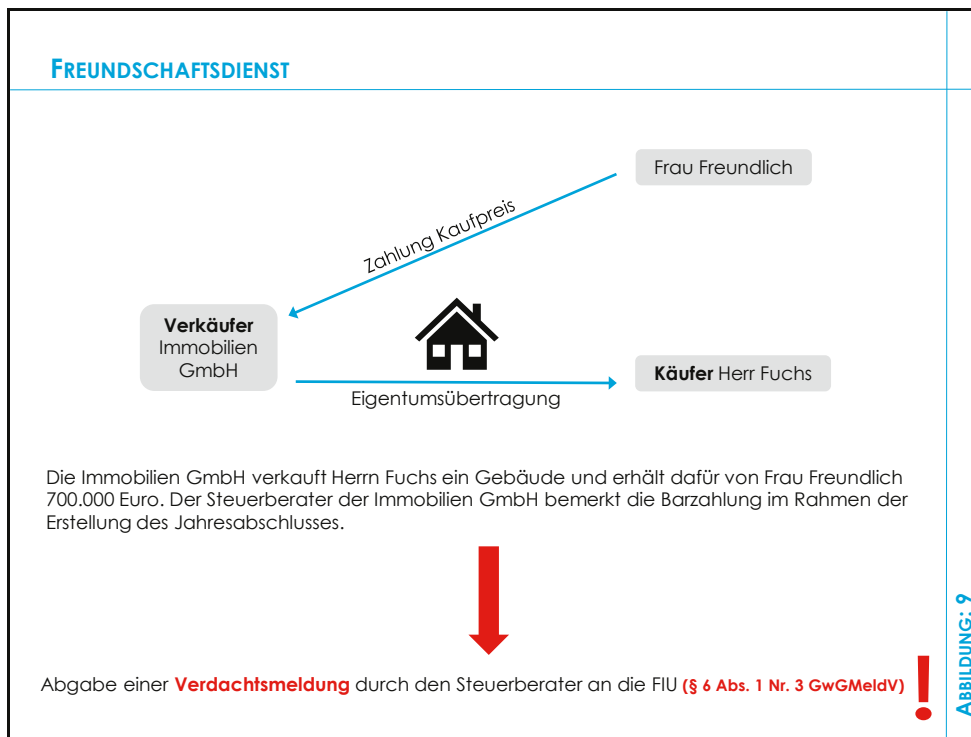 FREUNDSCHAFTSDIENST
Frau Freundlich
Zahlung Kaufpreis
Verkäufer
Immobilien
GmbH
Käufer Herr Fuchs
Eigentumsübertragung
Die Immobilien GmbH verkauft Herrn Fuchs ein Gebäude und erhält dafür von Frau Freundlich
700.000 Euro. Der Steuerberater der Immobilien GmbH bemerkt die Barzahlung im Rahmen der
Erstellung des Jahresabschlusses.
Abgabe einer Verdachtsmeldung durch den Steuerberater an die FIU (§ 6 Abs. 1 Nr. 3 GwGMeldV)
!
ABBILDUNG: 9